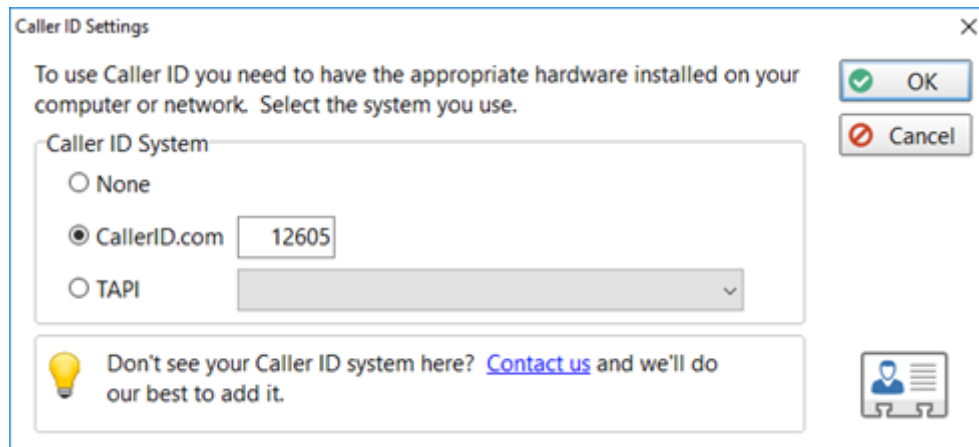 Caller ID Settings
To use Caller ID you need to have the appropriate hardware installed on your
computer or network.  Select the system you use.
OK
Cancel
Caller ID System
None
CallerID.com 12605
TAPI
Don't see your Caller ID system here?  Contact us and we'll do
our best to add it.